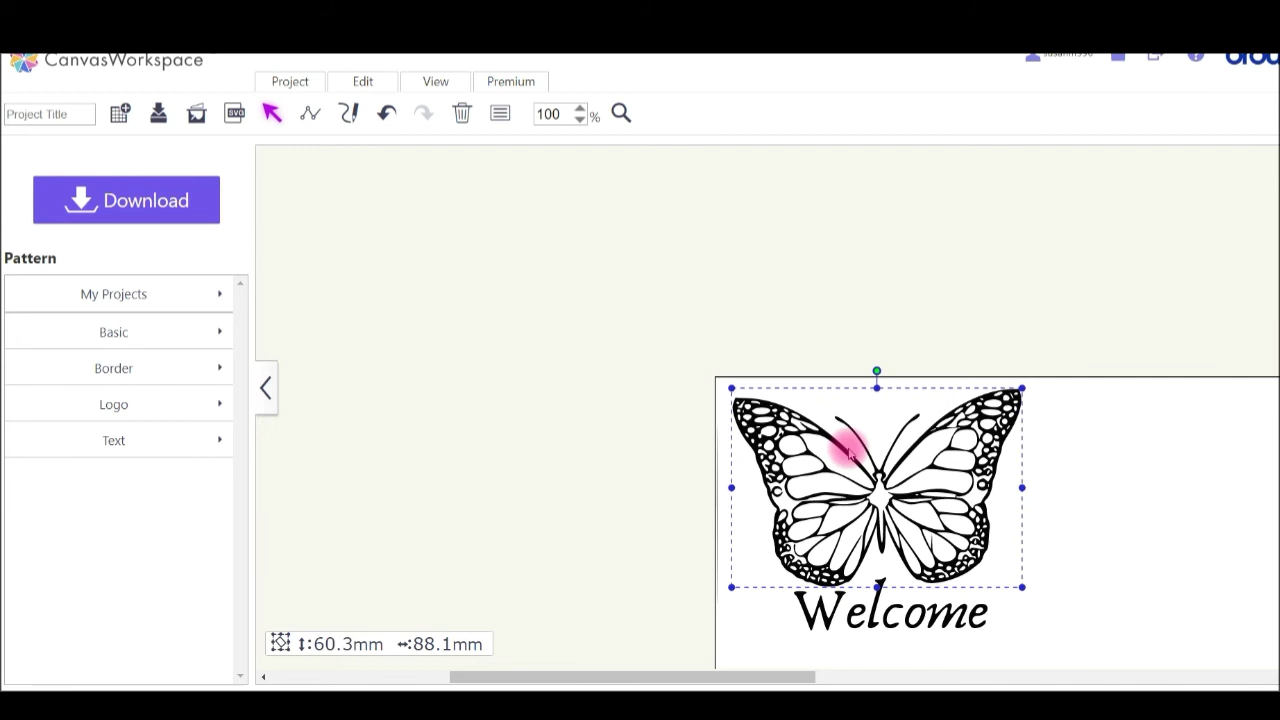 CanvasWorkspace
Project Edit View Premium
Project Title SVG 100 %
Download
Pattern
My Projects
Basic
Border
Logo
Text
Welcome
60.3mm 88.1mm